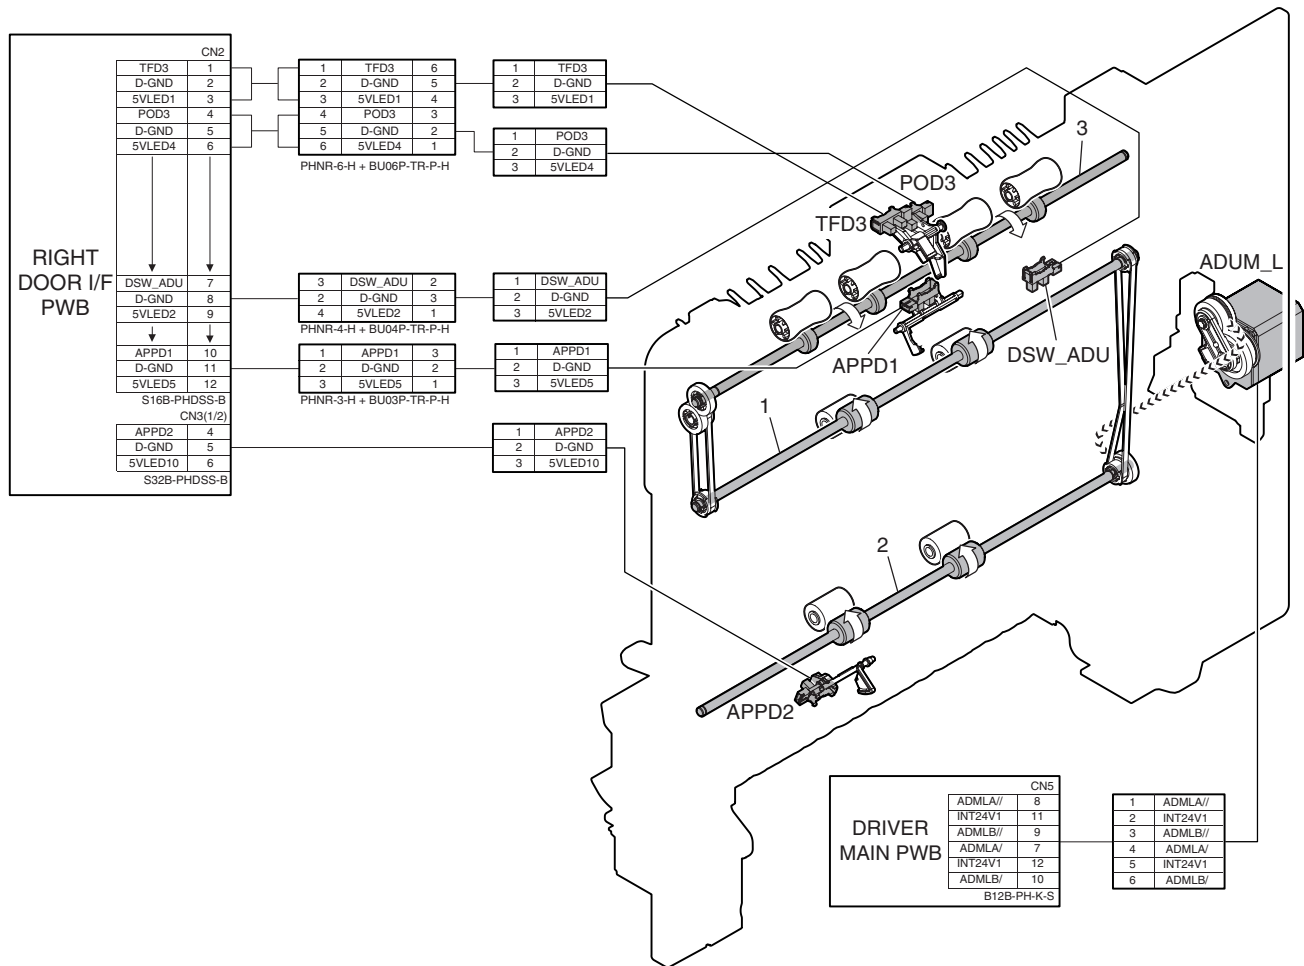 RIGHT
DOOR I/F
PWB
CN2
TFD3 1
D-GND 2
5VLED1 3
POD3 4
D-GND 5
5VLED4 6
DSW_ADU 7
D-GND 8
5VLED2 9
APPD1 10
D-GND 11
5VLED5 12
S16B-PHDSS-B
CN3(1/2)
APPD2 4
D-GND 5
5VLED10 6
S32B-PHDSS-B
1 TFD3 6
2 D-GND 5
3 5VLED1 4
4 POD3 3
5 D-GND 2
6 5VLED4 1
PHNR-6-H + BU06P-TR-P-H
3 DSW_ADU 2
2 D-GND 3
4 5VLED2 1
PHNR-4-H + BU04P-TR-P-H
1 APPD1 3
2 D-GND 2
3 5VLED5 1
PHNR-3-H + BU03P-TR-P-H
1 TFD3
2 D-GND
3 5VLED1
1 POD3
2 D-GND
3 5VLED4
1 DSW_ADU
2 D-GND
3 5VLED2
1 APPD1
2 D-GND
3 5VLED5
1 APPD2
2 D-GND
3 5VLED10
3
POD3
TFD3
ADUM_L
DSW_ADU
APPD1
1
2
APPD2
DRIVER
MAIN PWB
CN5
ADMLA// 8
INT24V1 11
ADMLB// 9
ADMLA/ 7
INT24V1 12
ADMLB/ 10
B12B-PH-K-S
1 ADMLA//
2 INT24V1
3 ADMLB//
4 ADMLA/
5 INT24V1
6 ADMLB/